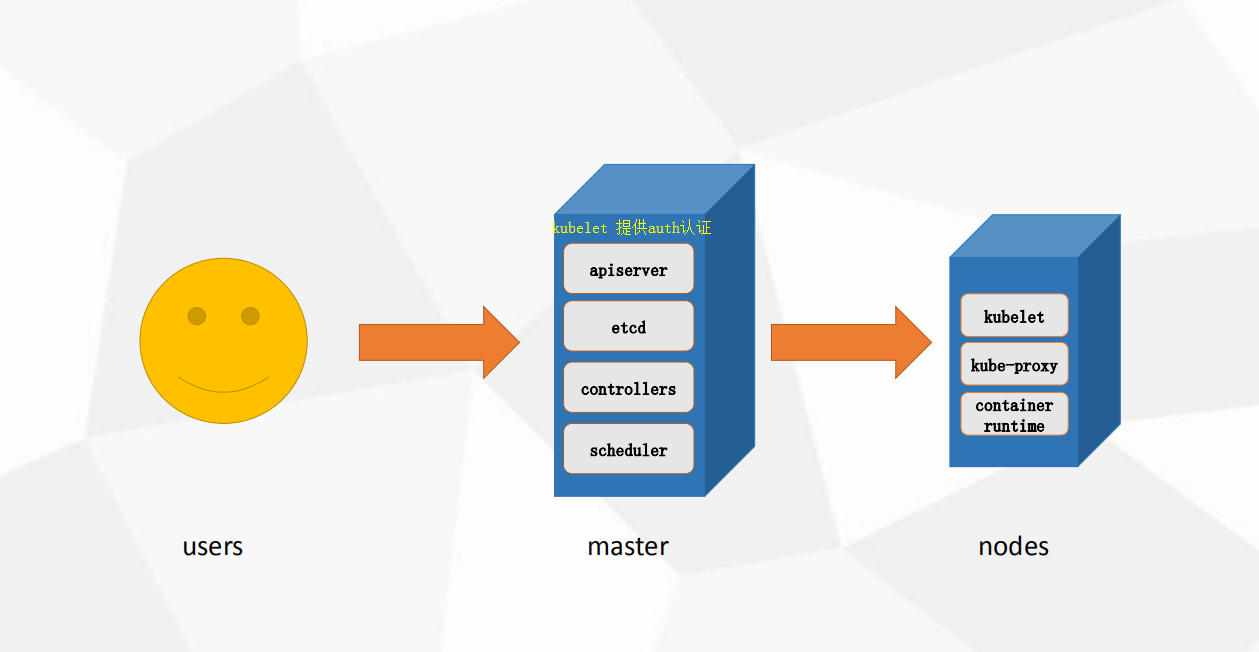 kubelet 提供auth认证
apiserver
etcd
controllers
scheduler
kubelet
kube-proxy
container
runtime
users
master
nodes